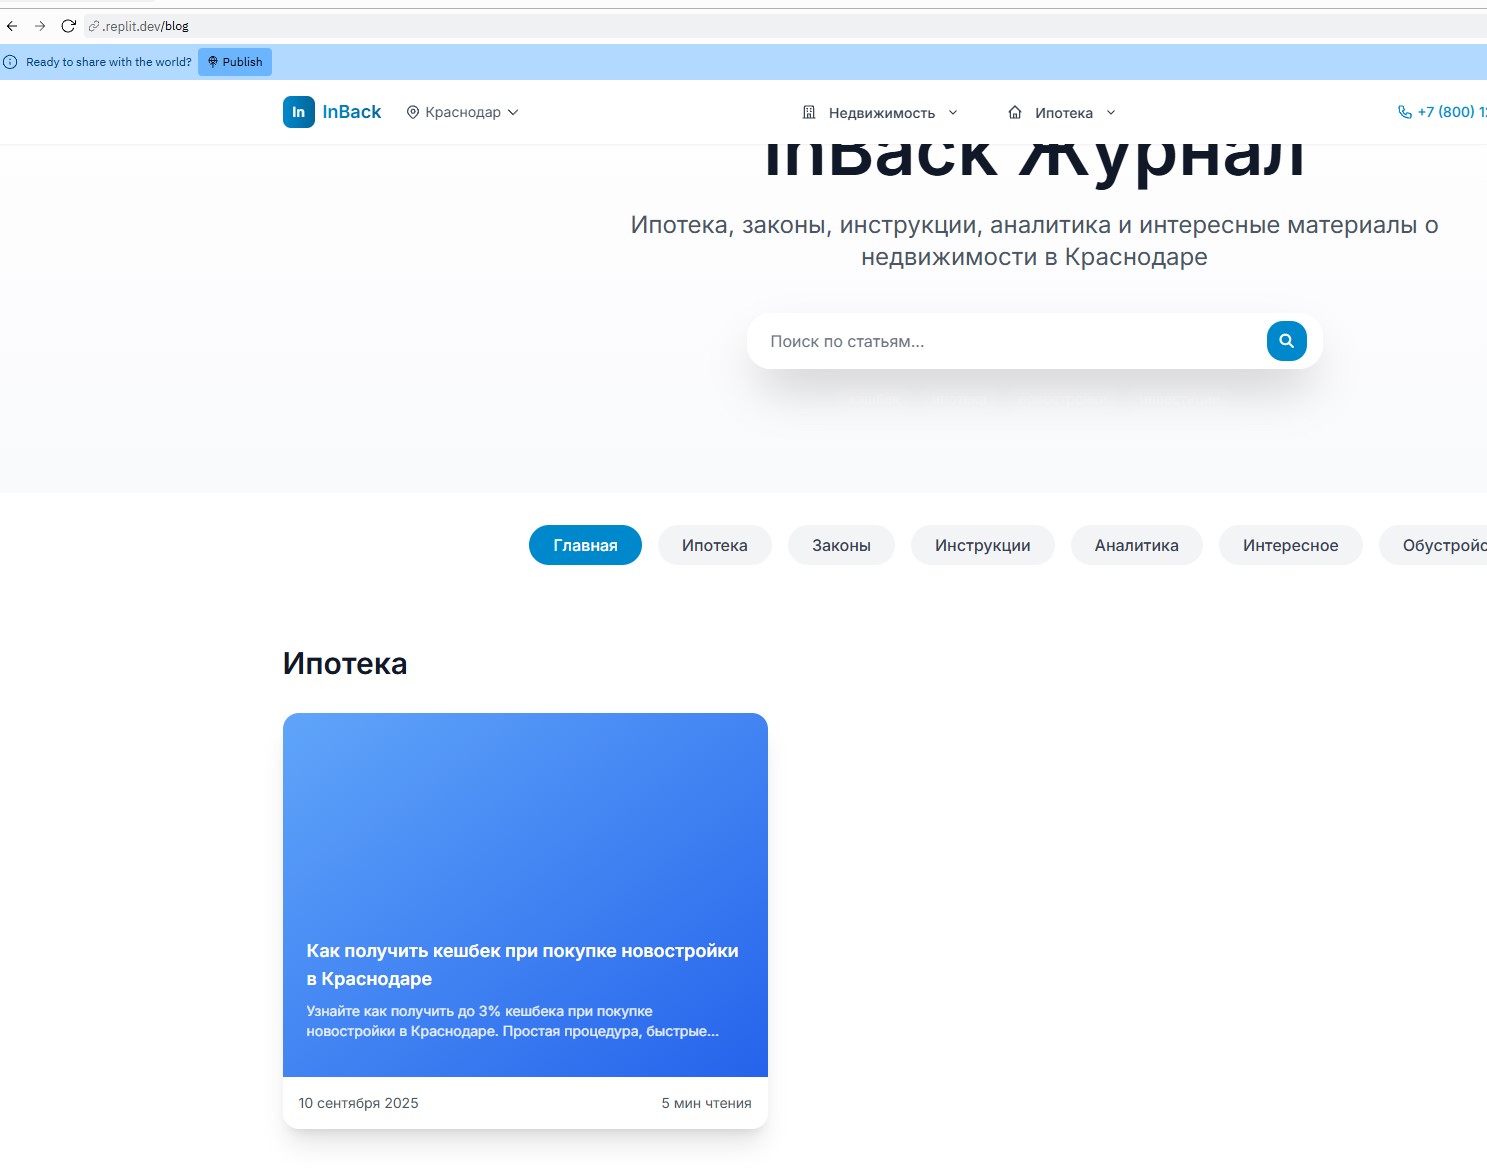 .replit.dev/blog
Ready to share with the world? Publish
In InBack Краснодар Недвижимость Ипотека +7 (800) 12
InBack Журнал
Ипотека, законы, инструкции, аналитика и интересные материалы о
недвижимости в Краснодаре
Поиск по статьям...
Главная Ипотека Законы Инструкции Аналитика Интересное Обустройс
Ипотека
Как получить кешбек при покупке новостройки
в Краснодаре
Узнайте как получить до 3% кешбека при покупке
новостройки в Краснодаре. Простая процедура, быстрые...
10 сентября 2025 5 мин чтения